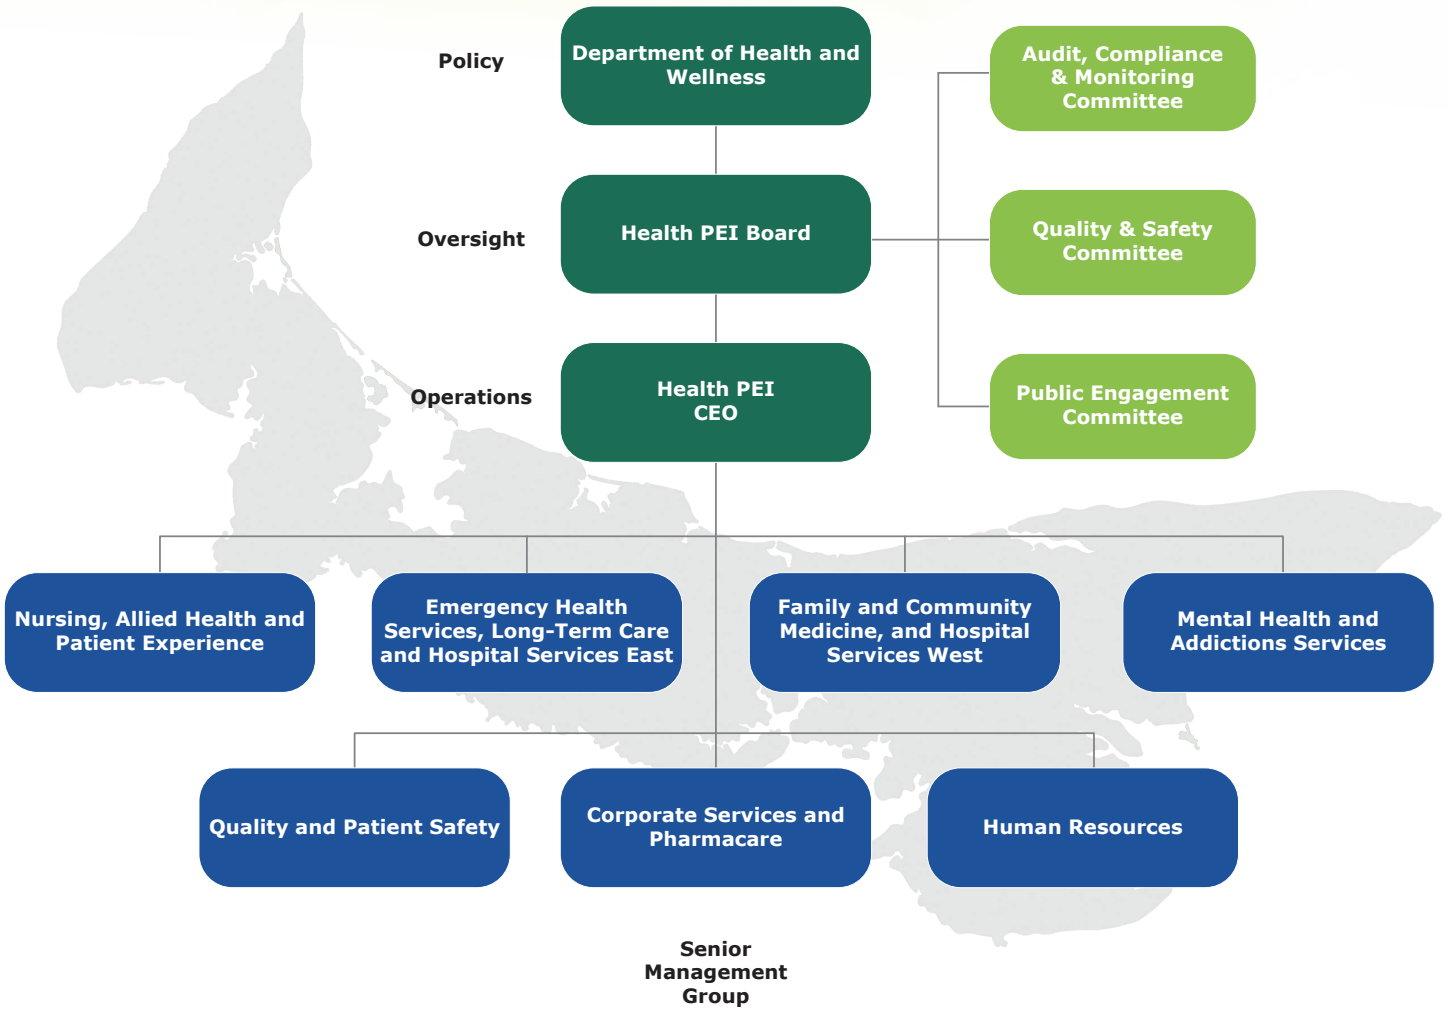 Policy
Department of Health and
Wellness
Audit, Compliance
& Monitoring
Committee
Oversight
Health PEI Board
Quality & Safety
Committee
Operations
Health PEI
CEO
Public Engagement
Committee
Nursing, Allied Health and
Patient Experience
Emergency Health
Services, Long-Term Care
and Hospital Services East
Family and Community
Medicine, and Hospital
Services West
Mental Health and
Addictions Services
Quality and Patient Safety
Corporate Services and
Pharmacare
Human Resources
Senior
Management
Group